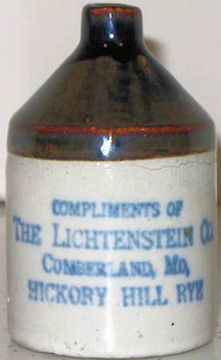 COMPLIMENTS OF
THE LICHTENSTEIN CO.
CUMBERLAND, MD,
HICKORY HILL RYE